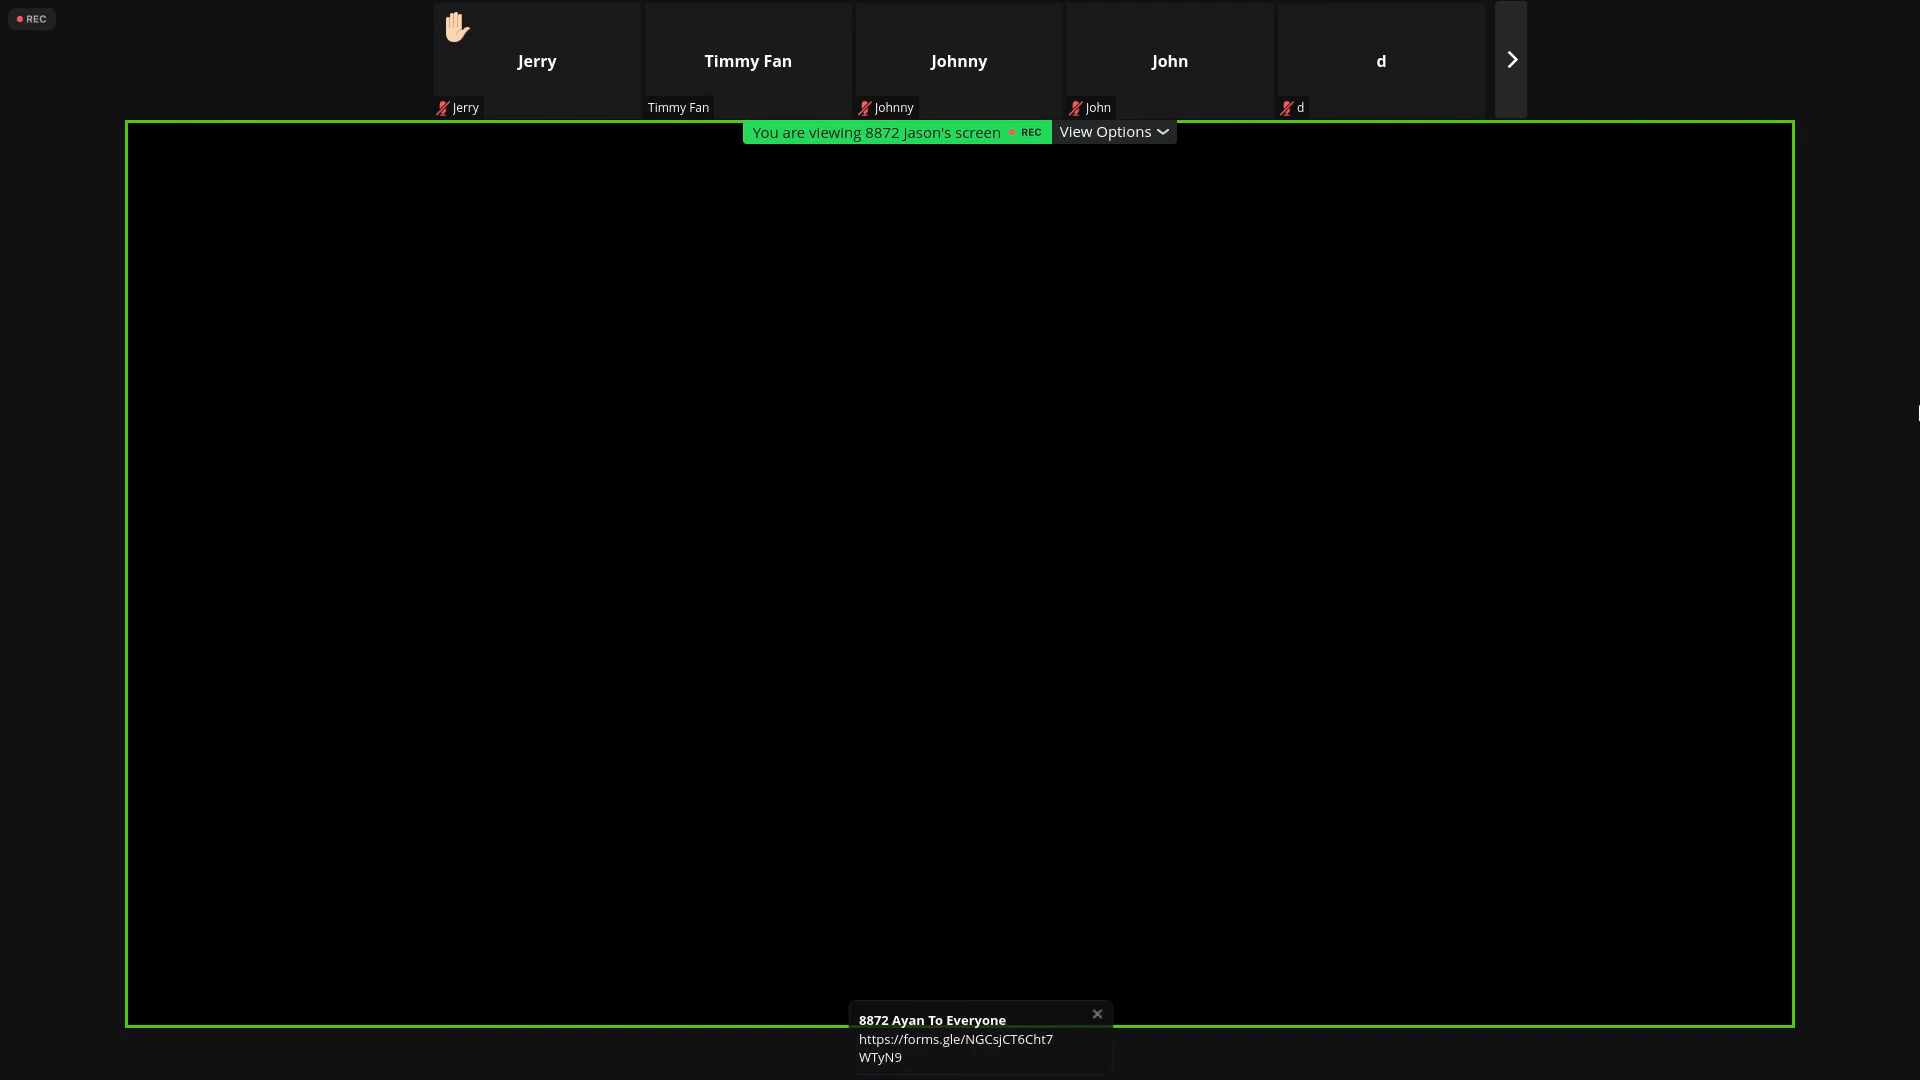 REC
Jerry
Timmy Fan
Johnny
John
d
Jerry
Timmy Fan
Johnny
John
d
You are viewing 8872 Jason's screen REC
View Options
8872 Ayan To Everyone
https://forms.gle/NGCsjCT6Cht7
WTyN9